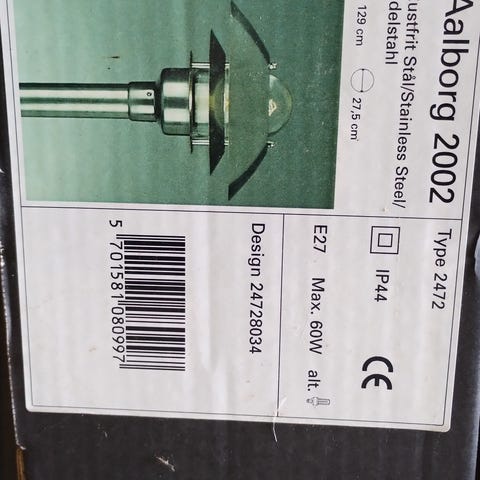 Aalborg 2002
ustfrit Stål/Stainless Steel/
delstahl
129 cm 27,5 cm
Type 2472
IP44 CE
E27 Max. 60W alt.
Design 24728034
5 701581 080997